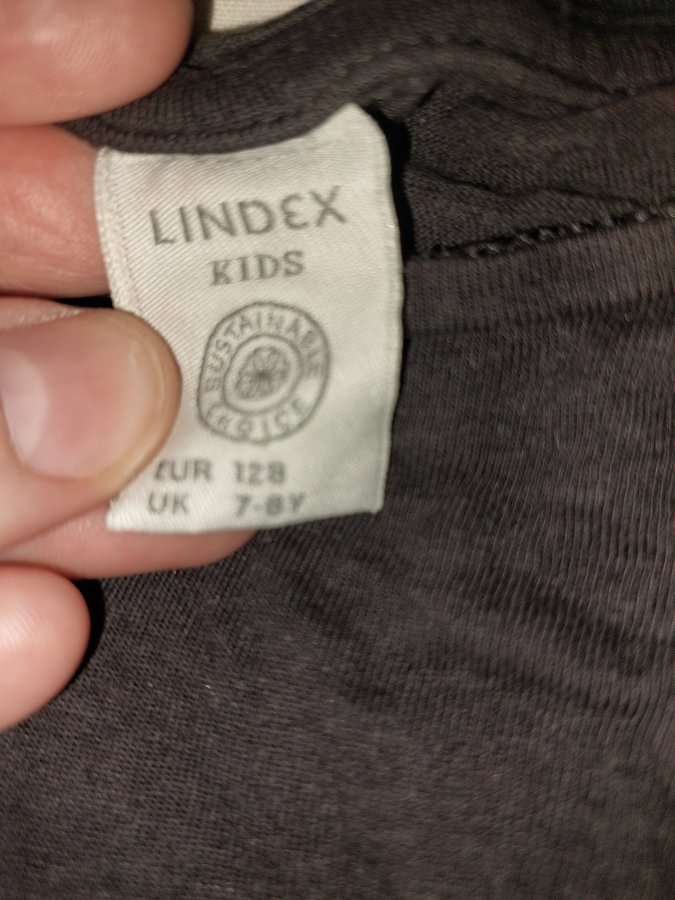 LINDEX
KIDS
SUSTAINABLE
CHOICE
EUR 128
UK 7-8Y